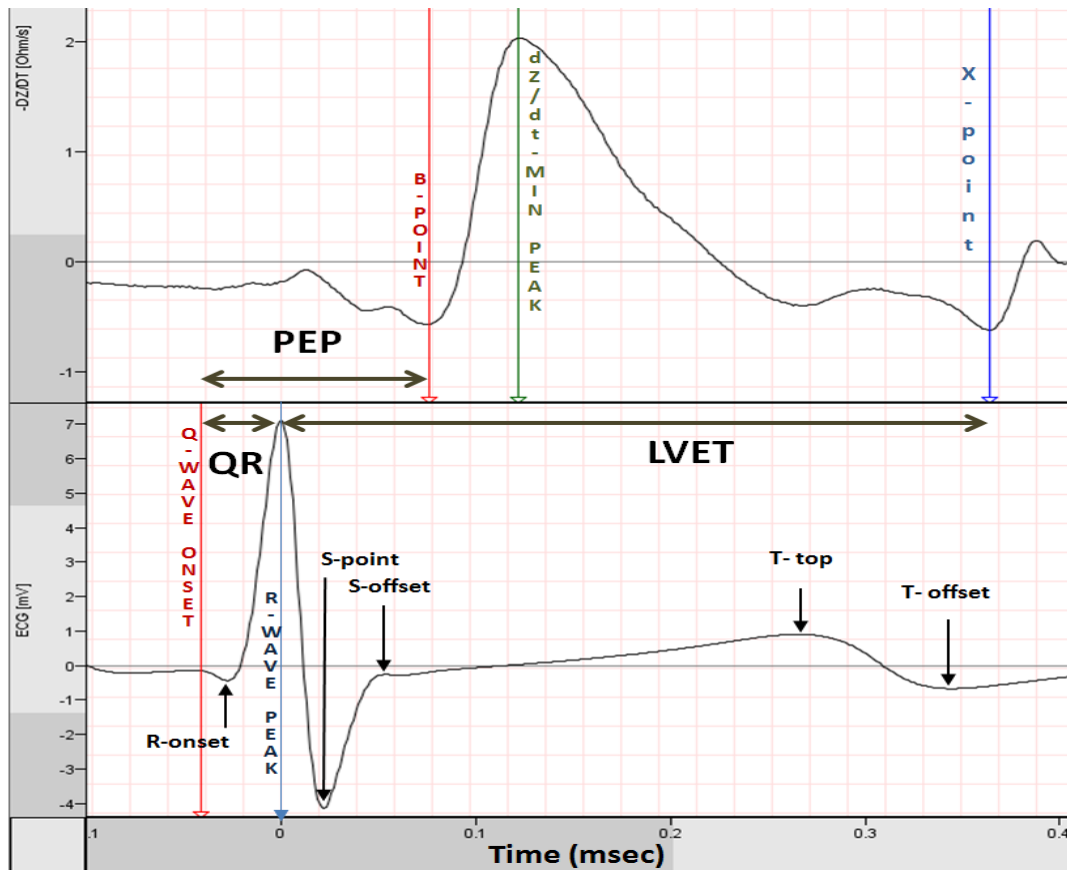 -DZ/DT [Ohm/s]
2
1
0
-1
B-POINT
dZ/dt-MIN PEAK
X-point
PEP
ECG [mV]
7
6
5
4
3
2
1
0
-1
-2
-3
-4
Q-WAVE ONSET
QR
LVET
R-WAVE PEAK
S-point
S-offset
T- top
T- offset
R-onset
.1
0
0.1
0.2
0.3
0.4
Time (msec)